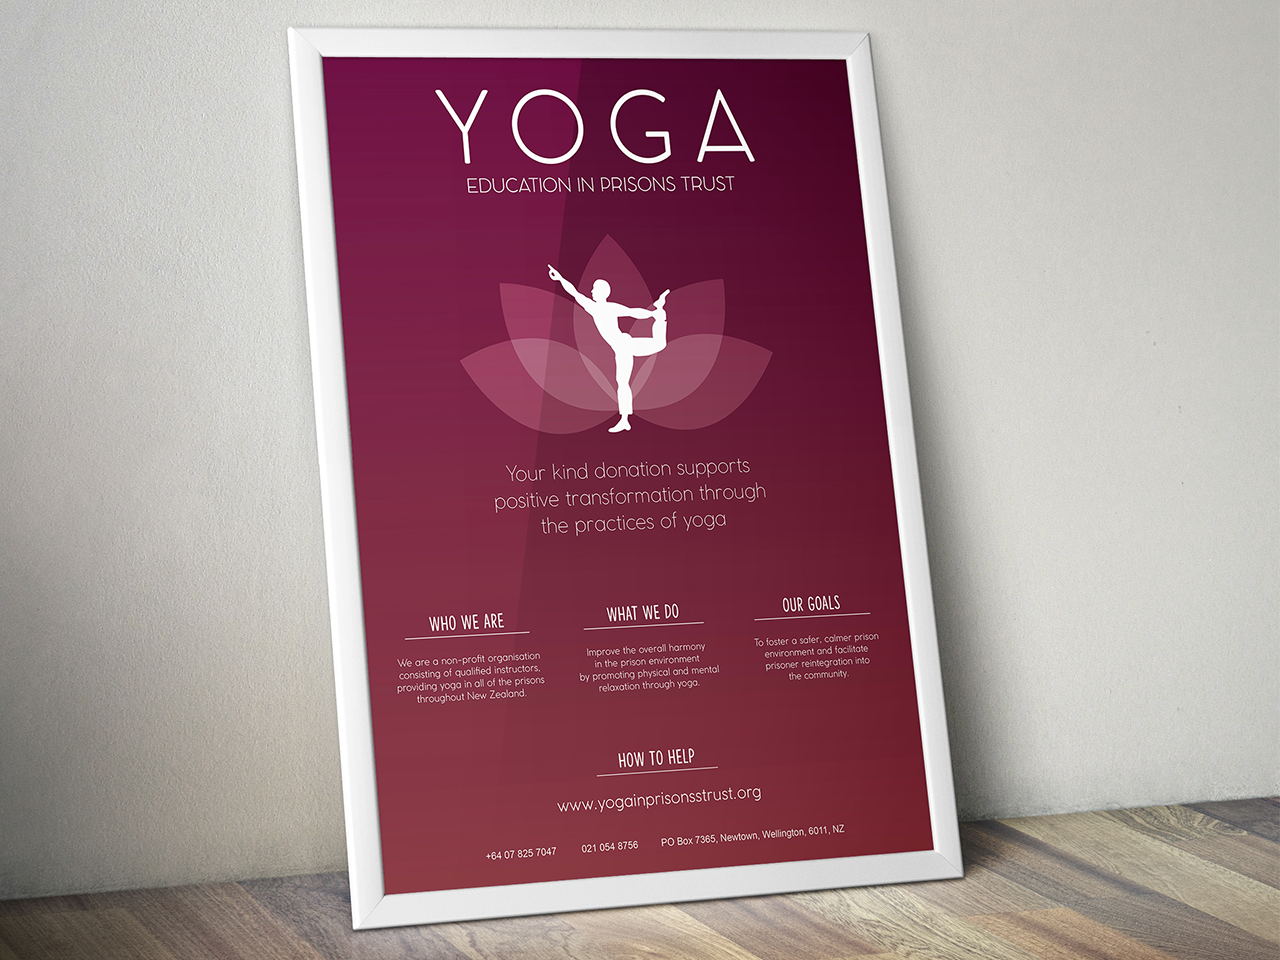 YOGA
EDUCATION IN PRISONS TRUST
Your kind donation supports
positive transformation through
the practices of yoga
WHO WE ARE
We are a non-profit organisation
consisting of qualified instructors,
providing yoga in all of the prisons
throughout New Zealand.
WHAT WE DO
Improve the overall harmony
in the prison environment
by promoting physical and mental
relaxation through yoga.
OUR GOALS
To foster a safer, calmer prison
environment and facilitate
prisoner reintegration into
the community.
HOW TO HELP
www.yogainprisonsstrust.org
+64 07 825 7047 021 054 8756 PO Box 7365, Newtown, Wellington, 6011, NZ